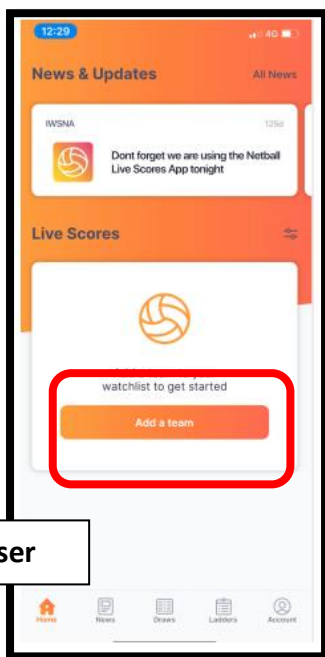 12:29
4G
News & Updates
All News
IWSNA
125d
Dont forget we are using the Netball
Live Scores App tonight
Live Scores
watchlist to get started
Add a team
ser
Home
News
Draws
Ladders
Account